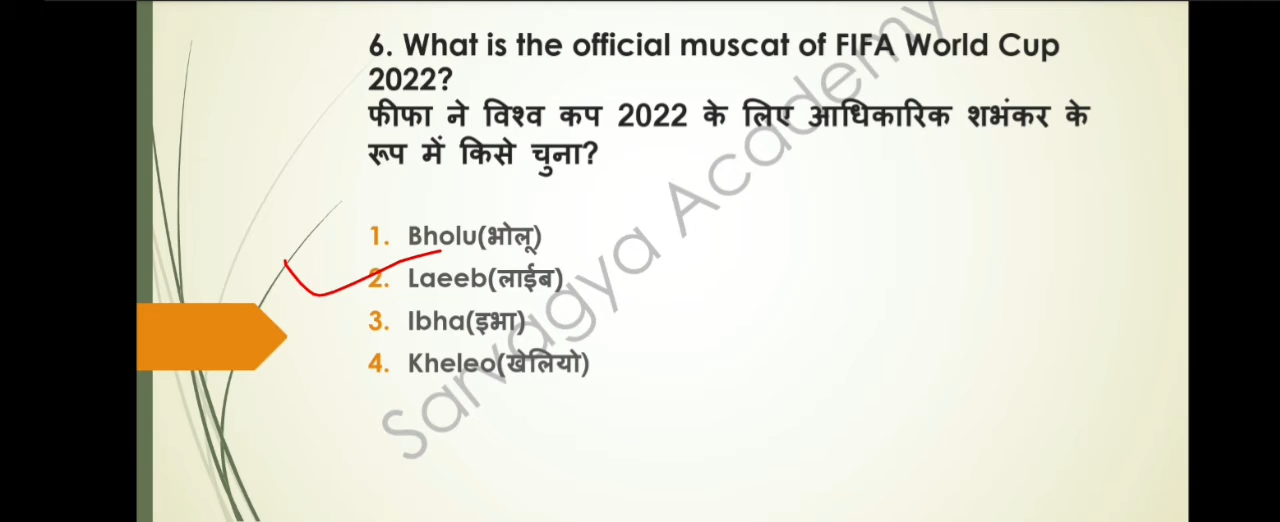 6. What is the official muscat of FIFA World Cup
2022?
फीफा ने विश्व कप 2022 के लिए आधिकारिक शभंकर के
रूप में किसे चुना?
1. Bholu(भोलू)
2. Laeeb(लाईब)
3. Ibha(इभा)
4. Kheleo(खेलियो)
Sarvagya Academy